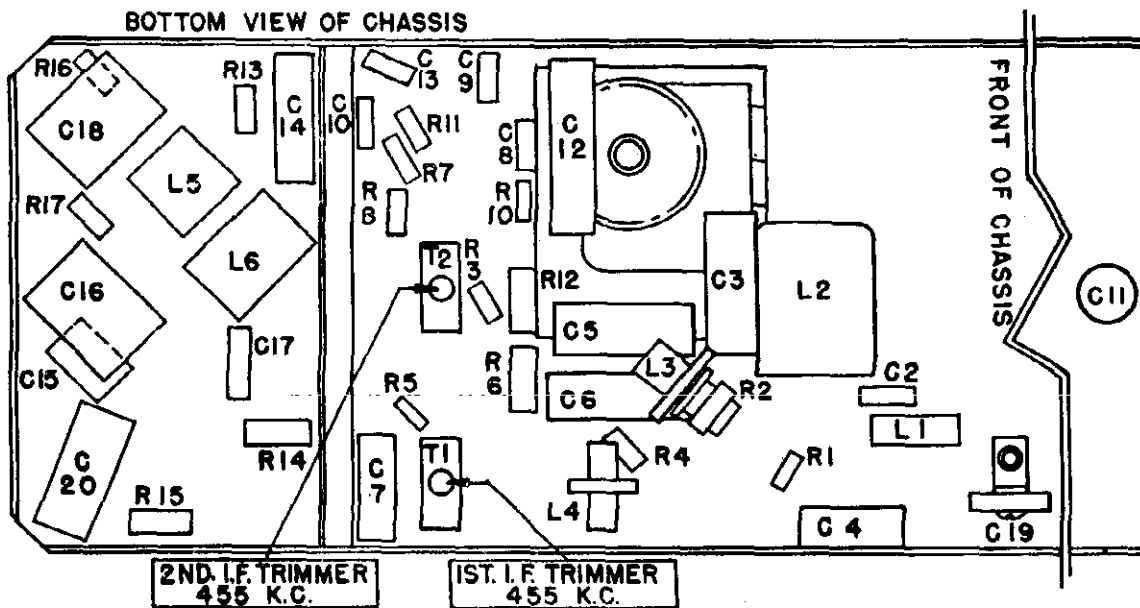 BOTTOM VIEW OF CHASSIS
R16
C18
R13
C 14
C 10
C 13
C 9
R11
R7
C 8
C 12
L5
R17
R 8
R 10
L6
T2
R 3
R12
C3
L2
FRONT OF CHASSIS
C11
C16
C5
C15
C17
R 6
L3
C6
R2
C2
R5
L1
C 20
R14
C 7
T1
R4
R1
R15
L4
C 4
C19
2ND. I.F. TRIMMER
455 K.C.
1ST. I.F. TRIMMER
455 K.C.